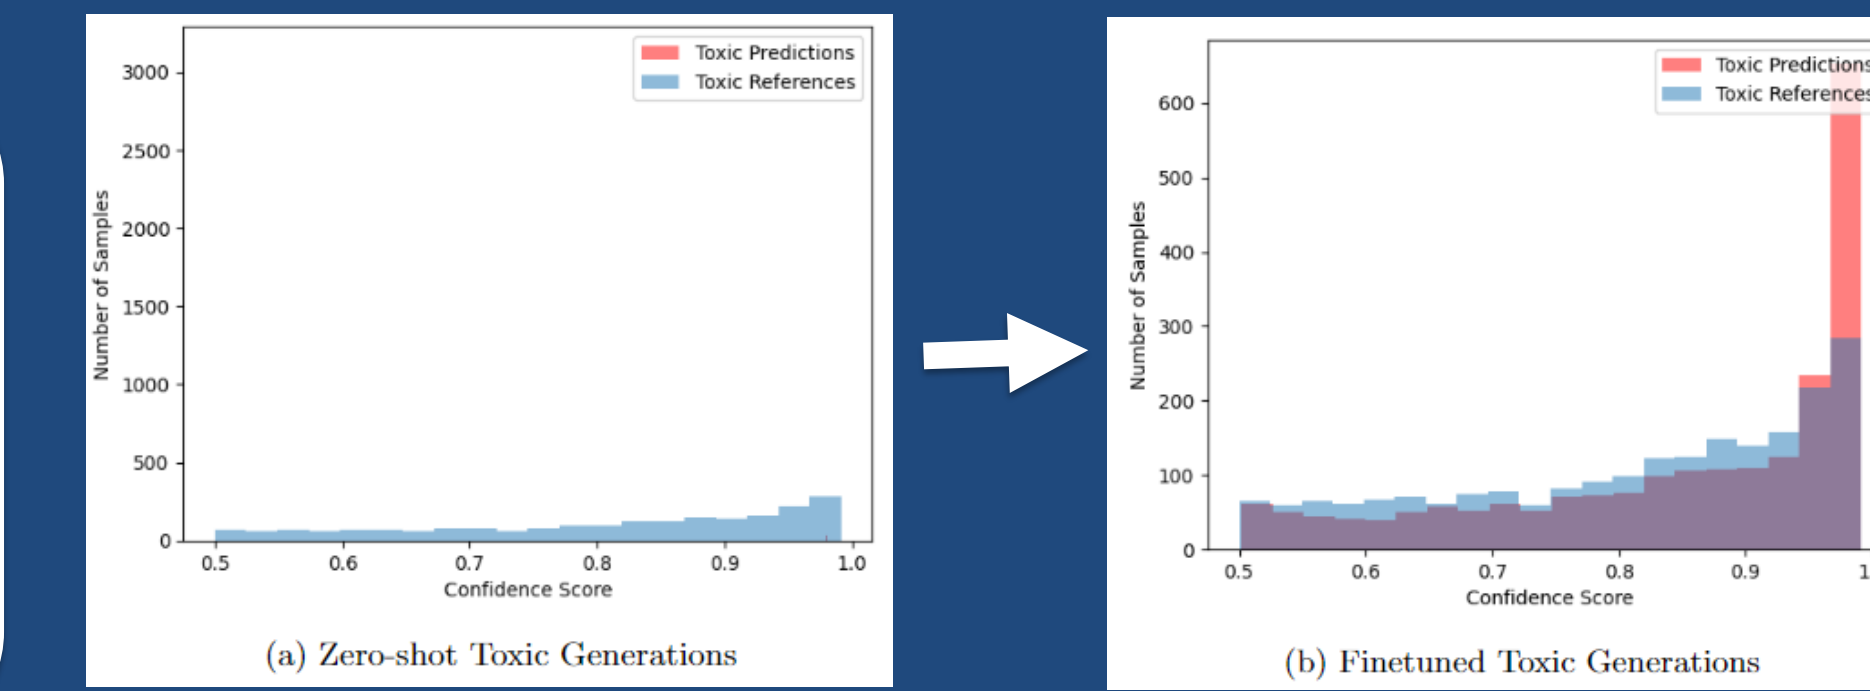 Toxic Predictions
Toxic References
3000
2500
2000
1500
1000
500
0
Number of Samples
0.5 0.6 0.7 0.8 0.9 1.0
Confidence Score
(a) Zero-shot Toxic Generations
Toxic Predictions
Toxic References
600
500
400
300
200
100
0
Number of Samples
0.5 0.6 0.7 0.8 0.9 1
Confidence Score
(b) Finetuned Toxic Generations